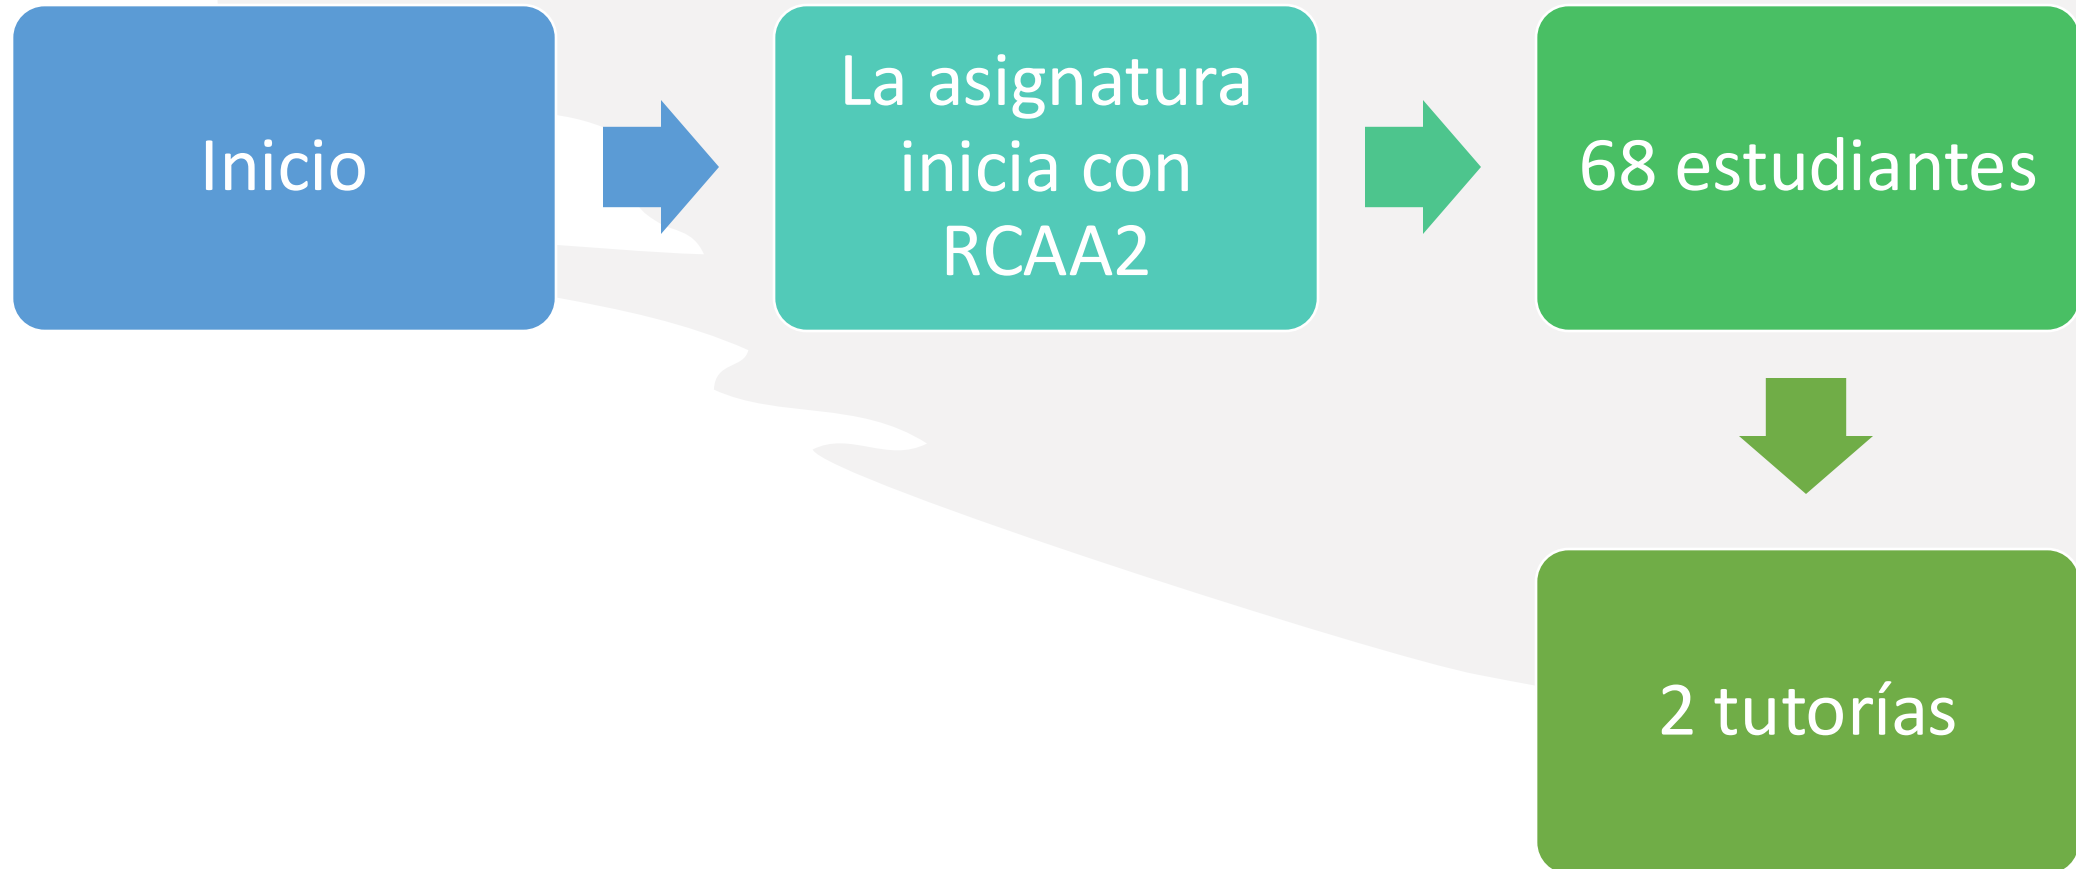 Inicio
La asignatura
inicia con
RCAA2
68 estudiantes
2 tutorías